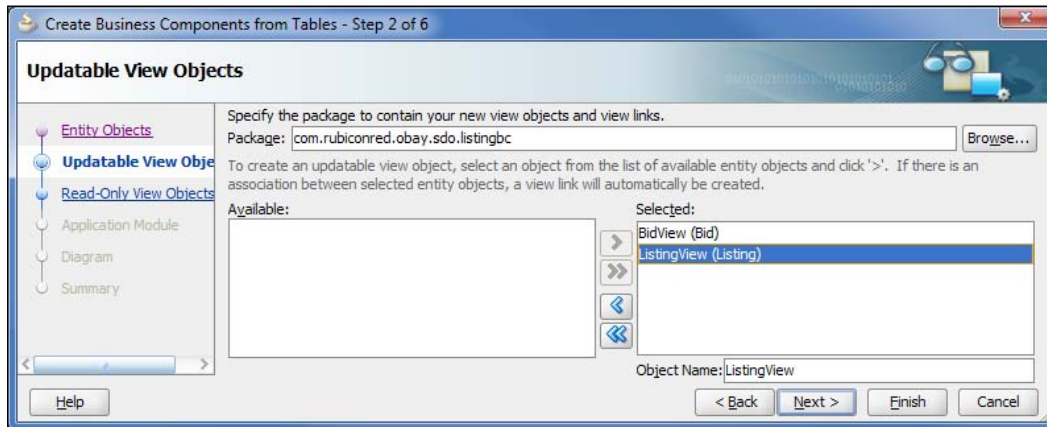 Create Business Components from Tables - Step 2 of 6
Updatable View Objects
Entity Objects
Updatable View Obje
Read-Only View Objects
Application Module
Diagram
Summary
Specify the package to contain your new view objects and view links.
Package: com.rubiconred.obay.sdo.listingbc
Browse...
To create an updatable view object, select an object from the list of available entity objects and click '>'. If there is an
association between selected entity objects, a view link will automatically be created.
Available:
Selected:
BidView (Bid)
ListingView (Listing)
Object Name: ListingView
Help
< Back
Next >
Finish
Cancel